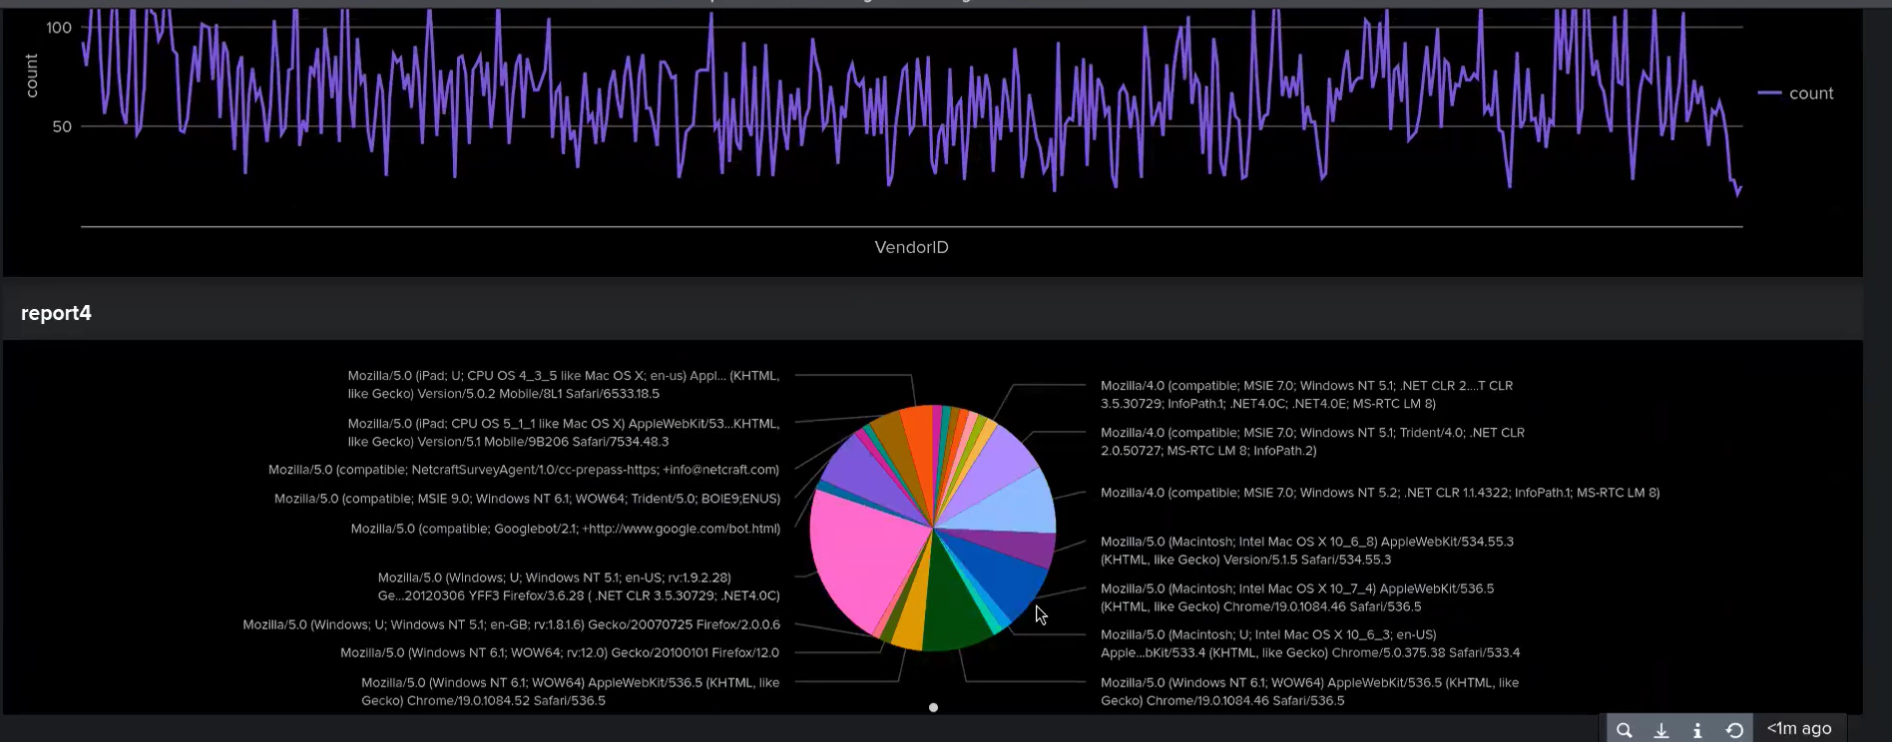 100
count
50
count
VendorID
report4
Mozilla/5.0 (iPad; U; CPU OS 4_3_5 like Mac OS X; en-us) Appl... (KHTML,
like Gecko) Version/5.0.2 Mobile/8L1 Safari/6533.18.5
Mozilla/5.0 (iPad; CPU OS 5_1_1 like Mac OS X) AppleWebKit/53...KHTML,
like Gecko) Version/5.1 Mobile/9B206 Safari/7534.48.3
Mozilla/5.0 (compatible; NetcraftSurveyAgent/1.0/cc-prepass-https; +info@netcraft.com)
Mozilla/5.0 (compatible; MSIE 9.0; Windows NT 6.1; WOW64; Trident/5.0; BOIE9;ENUS)
Mozilla/5.0 (compatible; Googlebot/2.1; +http://www.google.com/bot.html)
Mozilla/5.0 (Windows; U; Windows NT 5.1; en-US; rv:1.9.2.28)
Ge...20120306 YFF3 Firefox/3.6.28 ( .NET CLR 3.5.30729; .NET4.0C)
Mozilla/5.0 (Windows; U; Windows NT 5.1; en-GB; rv:1.8.1.6) Gecko/20070725 Firefox/2.0.0.6
Mozilla/5.0 (Windows NT 6.1; WOW64; rv:12.0) Gecko/20100101 Firefox/12.0
Mozilla/5.0 (Windows NT 6.1; WOW64) AppleWebKit/536.5 (KHTML, like
Gecko) Chrome/19.0.1084.52 Safari/536.5
Mozilla/4.0 (compatible; MSIE 7.0; Windows NT 5.1; .NET CLR 2....T CLR
3.5.30729; InfoPath.1; .NET4.0C; .NET4.0E; MS-RTC LM 8)
Mozilla/4.0 (compatible; MSIE 7.0; Windows NT 5.1; Trident/4.0; .NET CLR
2.0.50727; MS-RTC LM 8; InfoPath.2)
Mozilla/4.0 (compatible; MSIE 7.0; Windows NT 5.2; .NET CLR 1.1.4322; InfoPath.1; MS-RTC LM 8)
Mozilla/5.0 (Macintosh; Intel Mac OS X 10_6_8) AppleWebKit/534.55.3
(KHTML, like Gecko) Version/5.1.5 Safari/534.55.3
Mozilla/5.0 (Macintosh; Intel Mac OS X 10_7_4) AppleWebKit/536.5
(KHTML, like Gecko) Chrome/19.0.1084.46 Safari/536.5
Mozilla/5.0 (Macintosh; U; Intel Mac OS X 10_6_3; en-US)
Apple...bKit/533.4 (KHTML, like Gecko) Chrome/5.0.375.38 Safari/533.4
Mozilla/5.0 (Windows NT 6.1; WOW64) AppleWebKit/536.5 (KHTML, like
Gecko) Chrome/19.0.1084.46 Safari/536.5
<1m ago